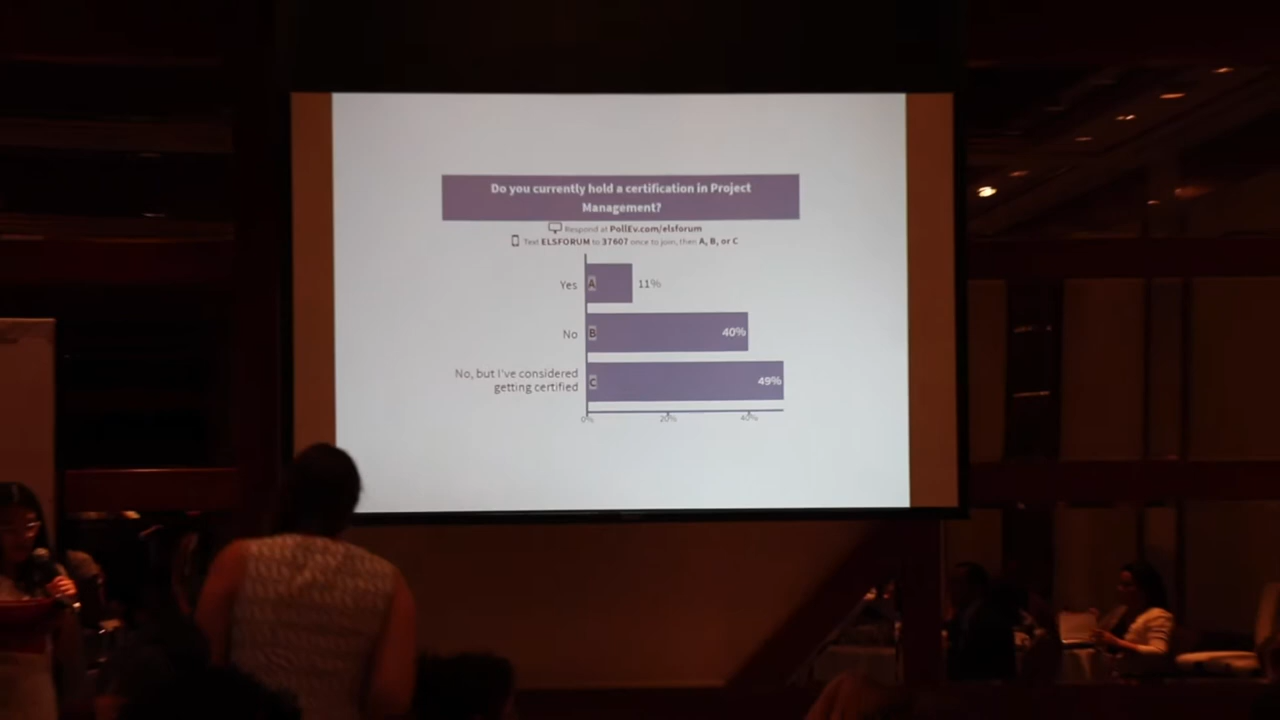 Do you currently hold a certification in Project
Management?
Respond at PollEv.com/elsforum
Text ELSFORUM to 37607 once to join, then A, B, or C
Yes A 11%
No B 40%
No, but I've considered
getting certified C 49%
0% 20% 40%